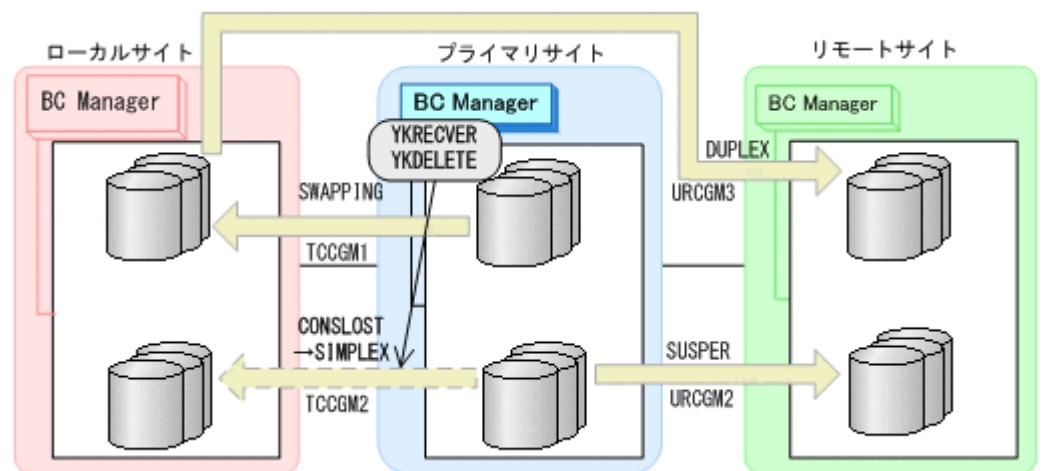 ローカルサイト
プライマリサイト
リモートサイト
BC Manager
BC Manager
BC Manager
YKRECVER
YKDELETE
DUPLEX
SWAPPING
URCGM3
TCCGM1
CONSLOST
→SIMPLEX
SUSPER
TCCGM2
URCGM2